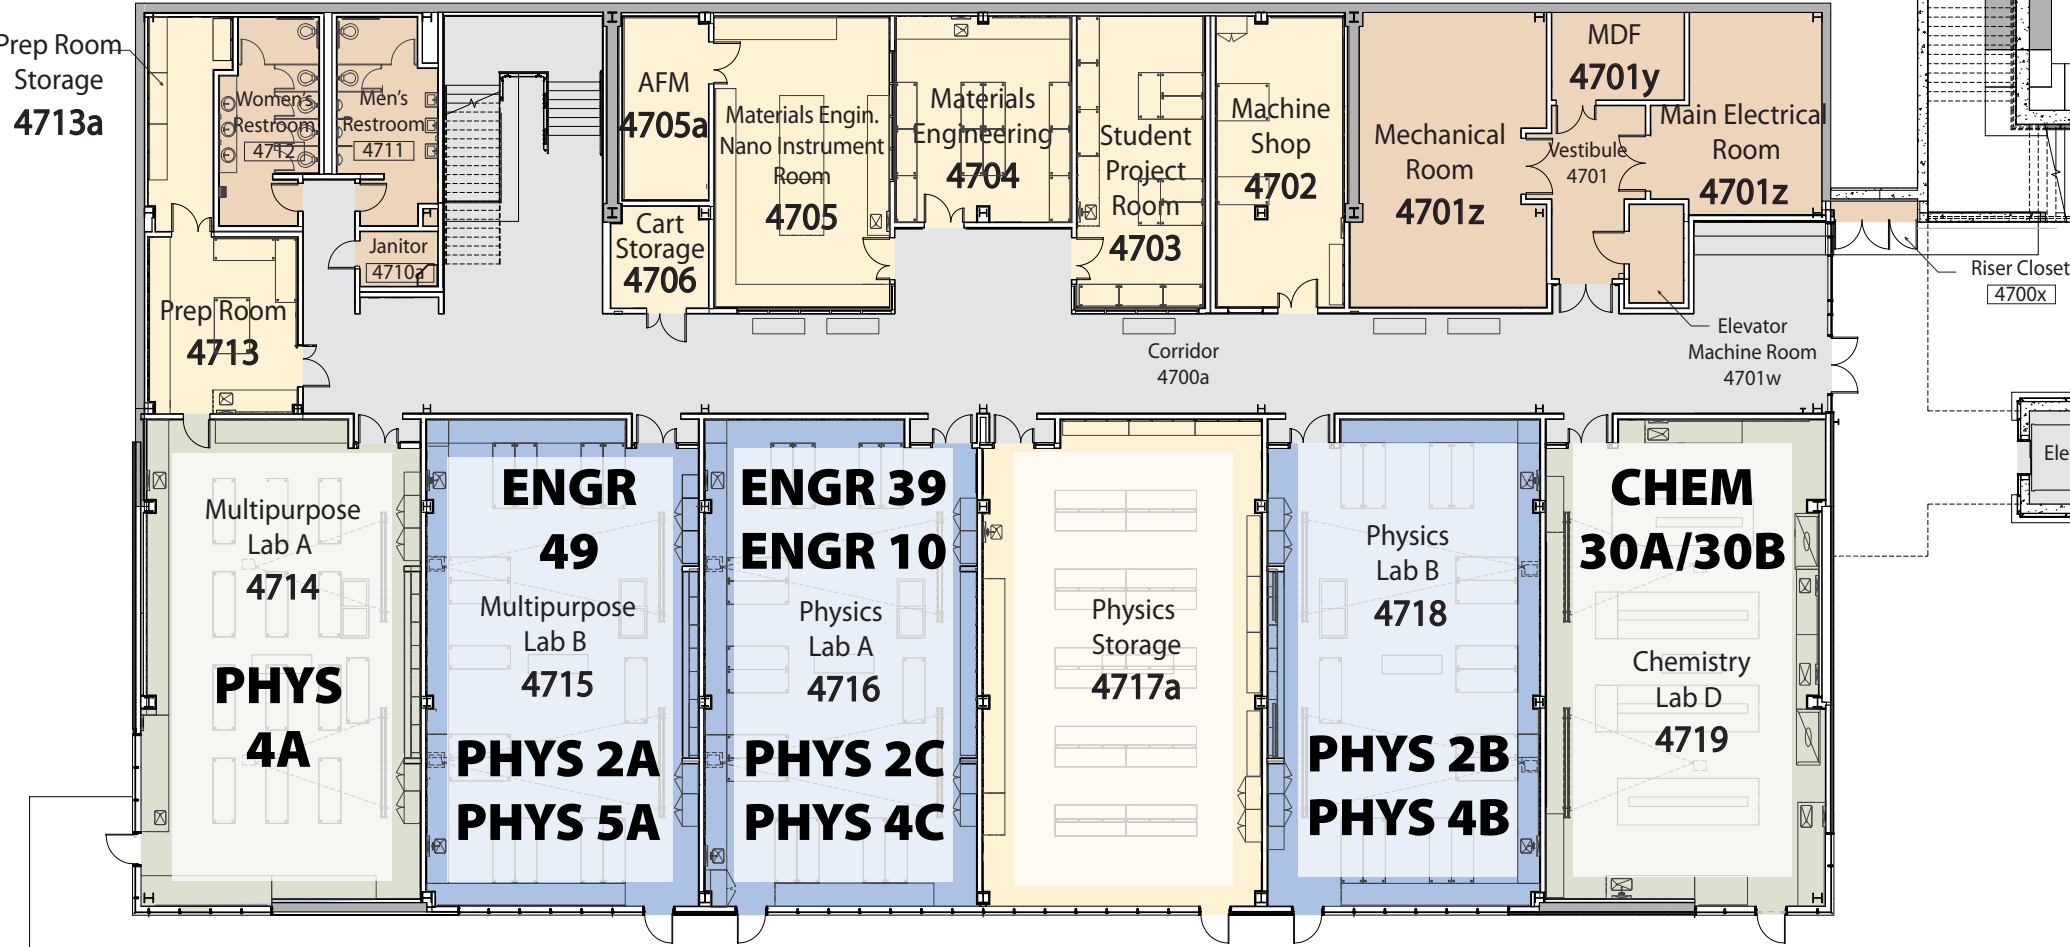 Prep Room
Storage
4713a
Women's
Restroom
4712
Men's
Restroom
4711
Janitor
4710a
AFM
4705a
Cart
Storage
4706
Materials Engin.
Nano Instrument
Room
4705
Materials
Engineering
4704
Student
Project
Room
4703
Machine
Shop
4702
Mechanical
Room
4701z
MDF
4701y
Vestibule
4701
Main Electrical
Room
4701z
Riser Closet
4700x
Elevator
Machine Room
4701w
Prep Room
4713
Corridor
4700a
Ele
Multipurpose
Lab A
4714
PHYS
4A
ENGR
49
Multipurpose
Lab B
4715
PHYS 2A
PHYS 5A
ENGR 39
ENGR 10
Physics
Lab A
4716
PHYS 2C
PHYS 4C
Physics
Storage
4717a
Physics
Lab B
4718
PHYS 2B
PHYS 4B
CHEM
30A/30B
Chemistry
Lab D
4719